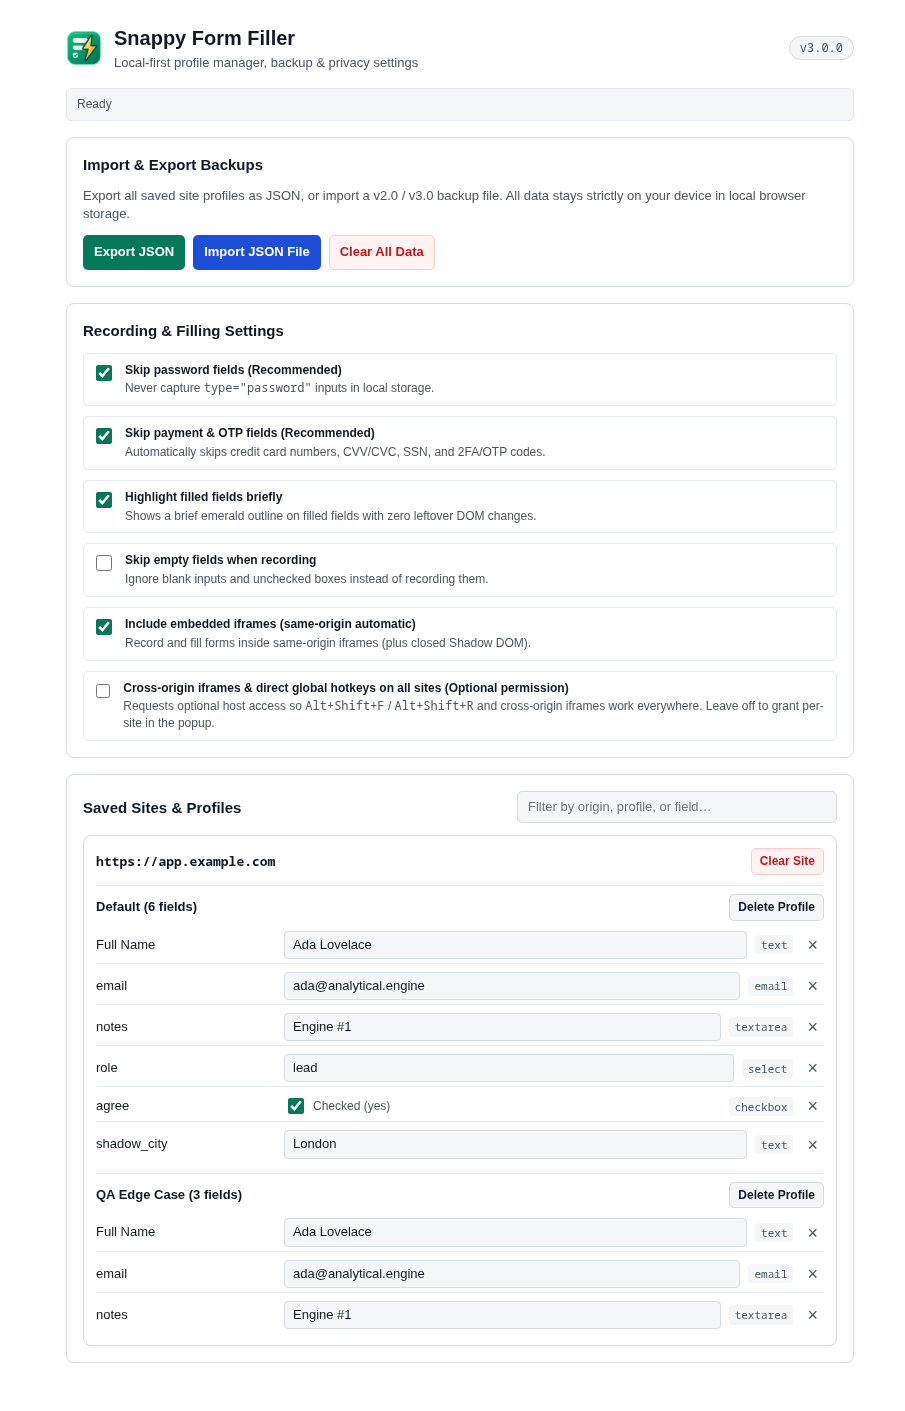 Snappy Form Filler
Local-first profile manager, backup & privacy settings
v3.0.0
Ready
Import & Export Backups
Export all saved site profiles as JSON, or import a v2.0 / v3.0 backup file. All data stays strictly on your device in local browser
storage.
Export JSON
Import JSON File
Clear All Data
Recording & Filling Settings
Skip password fields (Recommended)
Never capture type="password" inputs in local storage.
Skip payment & OTP fields (Recommended)
Automatically skips credit card numbers, CVV/CVC, SSN, and 2FA/OTP codes.
Highlight filled fields briefly
Shows a brief emerald outline on filled fields with zero leftover DOM changes.
Skip empty fields when recording
Ignore blank inputs and unchecked boxes instead of recording them.
Include embedded iframes (same-origin automatic)
Record and fill forms inside same-origin iframes (plus closed Shadow DOM).
Cross-origin iframes & direct global hotkeys on all sites (Optional permission)
Requests optional host access so Alt+Shift+F / Alt+Shift+R and cross-origin iframes work everywhere. Leave off to grant per-
site in the popup.
Saved Sites & Profiles
Filter by origin, profile, or field…
https://app.example.com
Clear Site
Default (6 fields)
Delete Profile
Full Name Ada Lovelace text ×
email ada@analytical.engine email ×
notes Engine #1 textarea ×
role lead select ×
agree Checked (yes) checkbox ×
shadow_city London text ×
QA Edge Case (3 fields)
Delete Profile
Full Name Ada Lovelace text ×
email ada@analytical.engine email ×
notes Engine #1 textarea ×